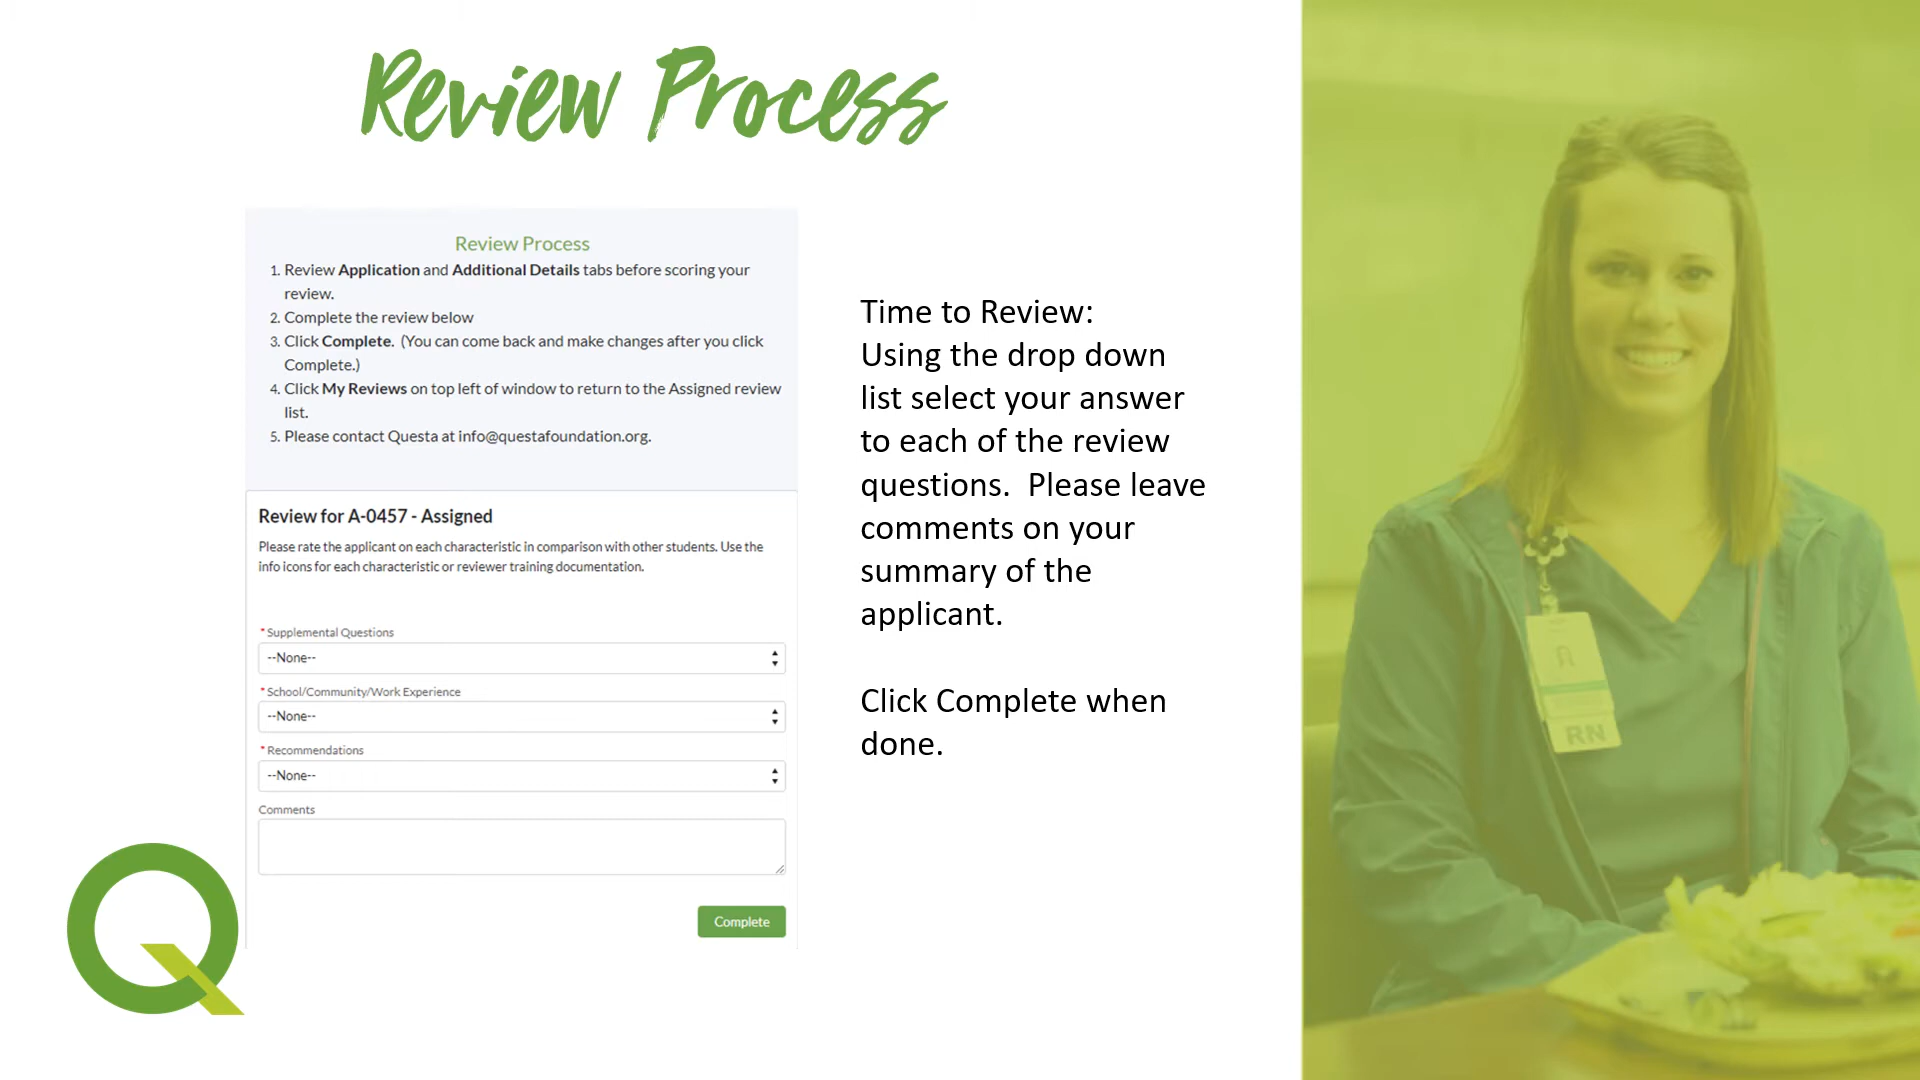 Review Process
Review Process
1. Review Application and Additional Details tabs before scoring your
review.
2. Complete the review below
3. Click Complete. (You can come back and make changes after you click
Complete.)
4. Click My Reviews on top left of window to return to the Assigned review
list.
5. Please contact Questa at info@questafoundation.org.
Review for A-0457 - Assigned
Please rate the applicant on each characteristic in comparison with other students. Use the
info icons for each characteristic or reviewer training documentation.
*Supplemental Questions
--None--
*School/Community/Work Experience
--None--
*Recommendations
--None--
Comments
Complete
Time to Review:
Using the drop down
list select your answer
to each of the review
questions. Please leave
comments on your
summary of the
applicant.
Click Complete when
done.
RN